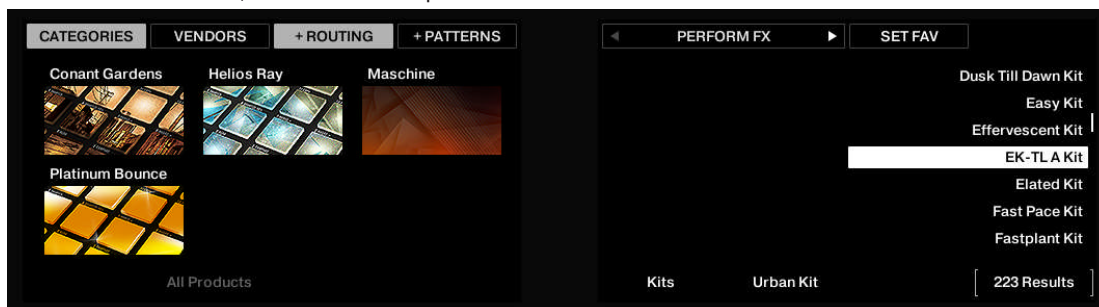 CATEGORIES VENDORS + ROUTING + PATTERNS
Conant Gardens Helios Ray Maschine
Platinum Bounce
All Products
PERFORM FX SET FAV
Dusk Till Dawn Kit
Easy Kit
Effervescent Kit
EK-TL A Kit
Elated Kit
Fast Pace Kit
Fastplant Kit
Kits Urban Kit [ 223 Results ]